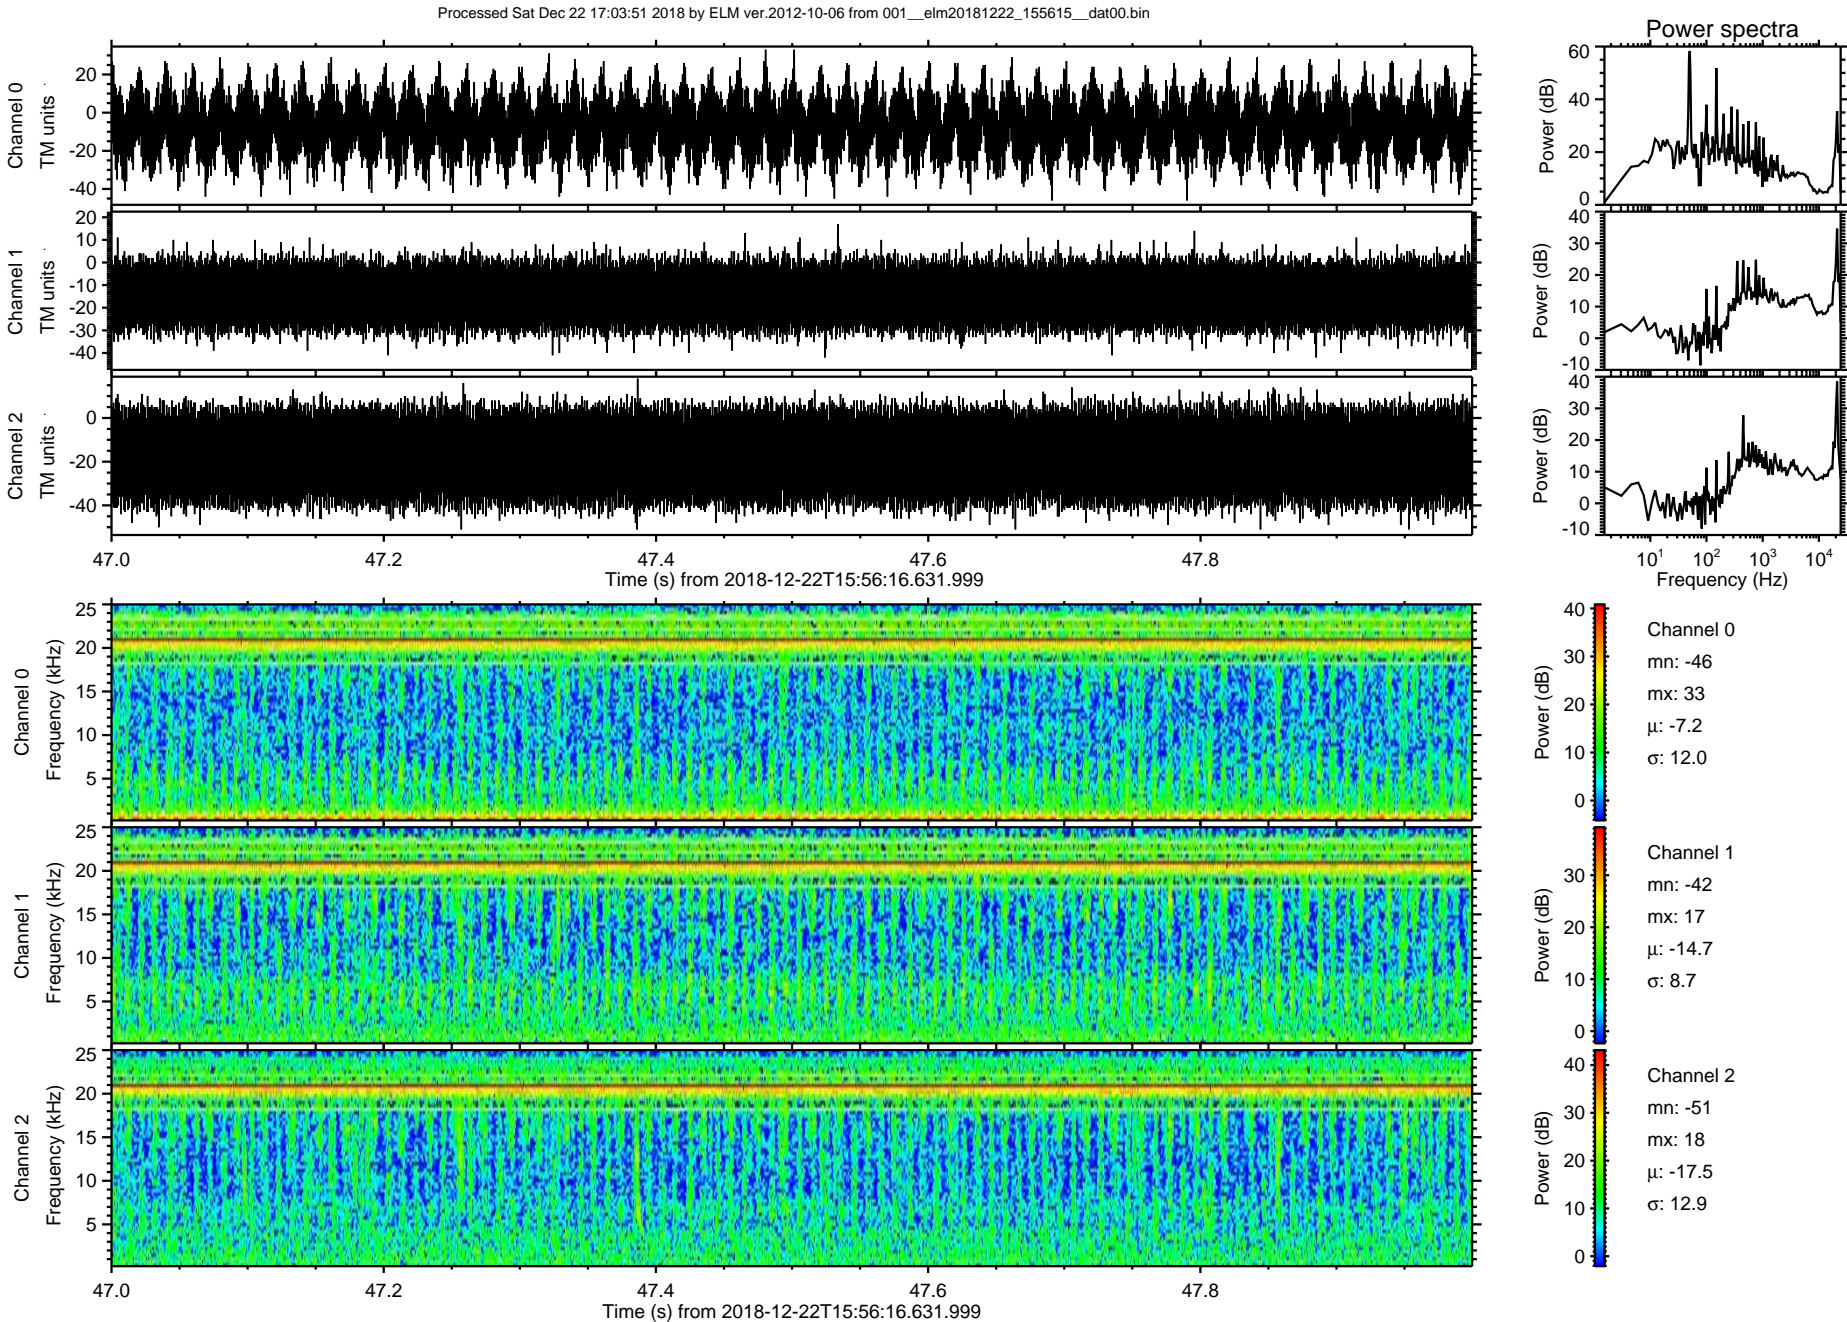 Processed Sat Dec 22 17:03:51 2018 by ELM ver.2012-10-06 from 001__elm20181222_155615__dat00.bin
Power spectra
Channel 0
TM units
20
0
-20
-40
Power (dB)
60
40
20
0
Channel 1
TM units
20
10
0
-10
-20
-30
-40
Power (dB)
40
30
20
10
0
-10
Channel 2
TM units
0
-20
-40
Power (dB)
40
30
20
10
0
-10
47.0 47.2 47.4 47.6 47.8
Time (s) from 2018-12-22T15:56:16.631.999
10^1 10^2 10^3 10^4
Frequency (Hz)
Channel 0
Frequency (kHz)
25
20
15
10
5
Power (dB)
40
30
20
10
0
Channel 0
mn: -46
mx: 33
μ: -7.2
σ: 12.0
Channel 1
Frequency (kHz)
25
20
15
10
5
Power (dB)
30
20
10
0
Channel 1
mn: -42
mx: 17
μ: -14.7
σ: 8.7
Channel 2
Frequency (kHz)
25
20
15
10
5
Power (dB)
40
30
20
10
0
Channel 2
mn: -51
mx: 18
μ: -17.5
σ: 12.9
47.0 47.2 47.4 47.6 47.8
Time (s) from 2018-12-22T15:56:16.631.999